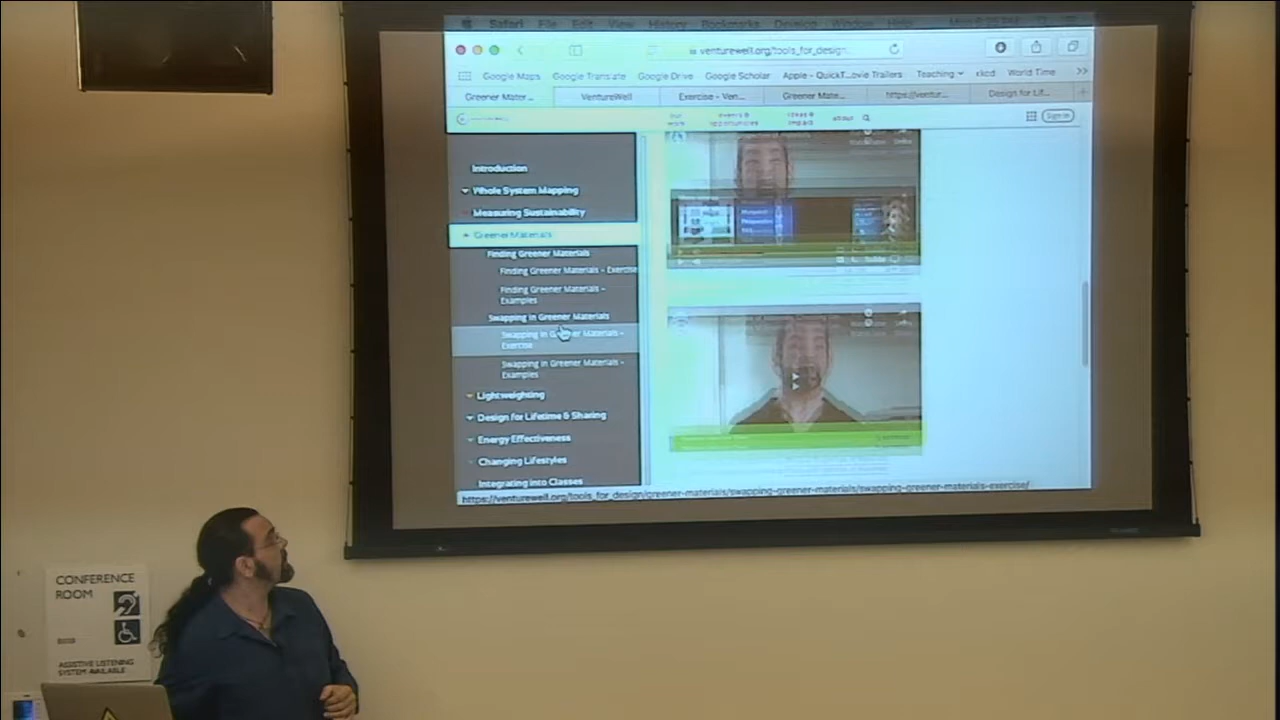 Safari File Edit View History Bookmarks Develop Window Help
venturewell.org/tools_for_design
Google Maps Google Translate Google Drive Google Scholar Apple - QuickT...ovie Trailers Teaching xkcd World Time
Greener Mater... VentureWell Exercise - Ven... Greener Mate... https://ventur... Design for Lif...
about Sign In
Introduction
Whole System Mapping
Measuring Sustainability
Greener Materials
Finding Greener Materials
Finding Greener Materials - Exercise
Finding Greener Materials -
Examples
Swapping in Greener Materials
Swapping in Greener Materials -
Exercise
Swapping in Greener Materials -
Examples
Lightweighting
Design for Lifetime & Sharing
Energy Effectiveness
Changing Lifestyles
Integrating into Classes
https://venturewell.org/tools_for_design/greener-materials/swapping-greener-materials/swapping-greener-materials-exercise/
CONFERENCE
ROOM
ASSISTIVE LISTENING
SYSTEM AVAILABLE